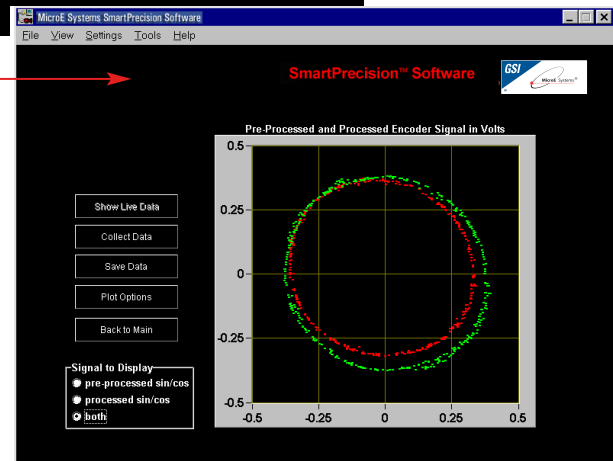 MicroE Systems SmartPrecision Software
File View Settings Tools Help
SmartPrecision™ Software
GSI
MicroE Systems®
Pre-Processed and Processed Encoder Signal in Volts
0.5
0.25
0
-0.25
-0.5
-0.5 -0.25 0 0.25 0.5
Show Live Data
Collect Data
Save Data
Plot Options
Back to Main
Signal to Display
pre-processed sin/cos
processed sin/cos
both